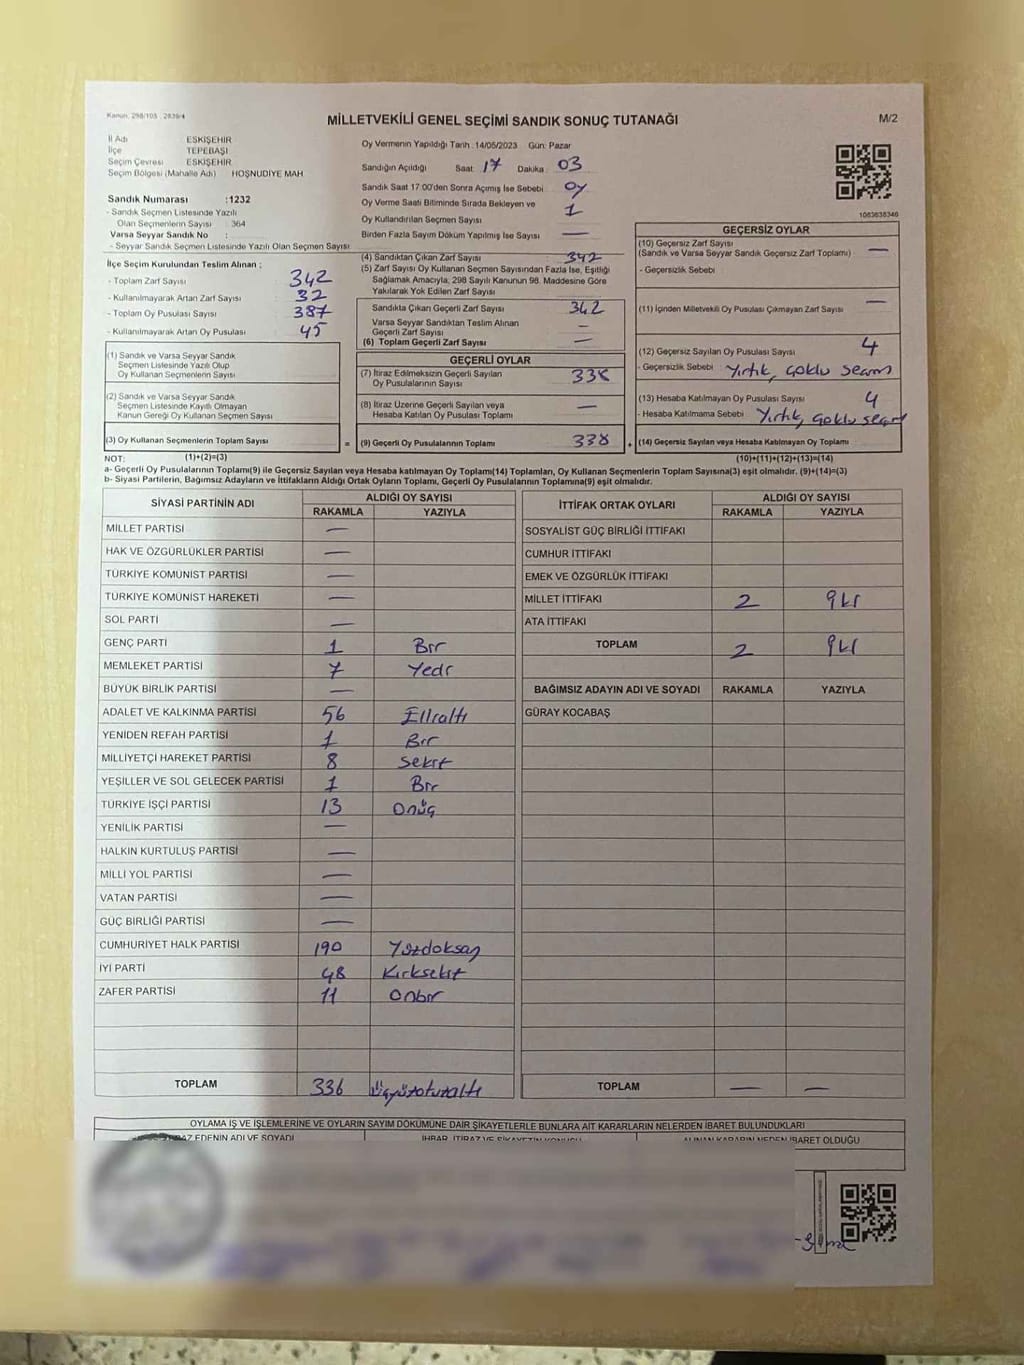 Kanun: 298/105 , 2839/4
MİLLETVEKİLİ GENEL SEÇİMİ SANDIK SONUÇ TUTANAĞI
M/2
İl Adı ESKİŞEHİR
İlçe TEPEBAŞI
Seçim Çevresi ESKİŞEHİR
Seçim Bölgesi (Mahalle Adı) HOŞNUDİYE MAH
Sandık Numarası :1232
- Sandık Seçmen Listesinde Yazılı
Olan Seçmenlerin Sayısı : 364
Varsa Seyyar Sandık No :
- Seyyar Sandık Seçmen Listesinde Yazılı Olan Seçmen Sayısı
Oy Vermenin Yapıldığı Tarih : 14/05/2023 Gün: Pazar
Sandığın Açıldığı Saat 17 Dakika 03
Sandık Saat 17.00'den Sonra Açılmış İse Sebebi oy
Oy Verme Saati Bitiminde Sırada Bekleyen ve
Oy Kullandırılan Seçmen Sayısı 1
Birden Fazla Sayım Döküm Yapılmış İse Sayısı —
1083638346
İlçe Seçim Kurulundan Teslim Alınan ;
- Toplam Zarf Sayısı 342
- Kullanılmayarak Artan Zarf Sayısı 32
- Toplam Oy Pusulası Sayısı 387
- Kullanılmayarak Artan Oy Pusulası 45
(1) Sandık ve Varsa Seyyar Sandık
Seçmen Listesinde Yazılı Olup
Oy Kullanan Seçmenlerin Sayısı
(2) Sandık ve Varsa Seyyar Sandık
Seçmen Listesinde Kayıtlı Olmayan
Kanun Gereği Oy Kullanan Seçmen Sayısı
(3) Oy Kullanan Seçmenlerin Toplam Sayısı =
(4) Sandıktan Çıkan Zarf Sayısı 342
(5) Zarf Sayısı Oy Kullanan Seçmen Sayısından Fazla İse, Eşitliği
Sağlamak Amacıyla, 298 Sayılı Kanunun 98. Maddesine Göre
Yakılarak Yok Edilen Zarf Sayısı
Sandıkta Çıkan Geçerli Zarf Sayısı 342
Varsa Seyyar Sandıktan Teslim Alınan
Geçerli Zarf Sayısı —
(6) Toplam Geçerli Zarf Sayısı —
GEÇERLİ OYLAR
(7) İtiraz Edilmeksizin Geçerli Sayılan
Oy Pusulalarının Sayısı 338
(8) İtiraz Üzerine Geçerli Sayılan veya
Hesaba Katılan Oy Pusulası Toplamı —
(9) Geçerli Oy Pusulalarının Toplamı 338 +
GEÇERSİZ OYLAR
(10) Geçersiz Zarf Sayısı
(Sandık ve Varsa Seyyar Sandık Geçersiz Zarf Toplamı) —
- Geçersizlik Sebebi
(11) İçinden Milletvekili Oy Pusulası Çıkmayan Zarf Sayısı —
(12) Geçersiz Sayılan Oy Pusulası Sayısı 4
- Geçersizlik Sebebi Yırtık, çoklu seçim
(13) Hesaba Katılmayan Oy Pusulası Sayısı 4
- Hesaba Katılmama Sebebi Yırtık, çoklu seçim
(14) Geçersiz Sayılan veya Hesaba Katılmayan Oy Toplamı
NOT: (1)+(2)=(3) (10)+(11)+(12)+(13)=(14)
a- Geçerli Oy Pusulalarının Toplamı(9) ile Geçersiz Sayılan veya Hesaba katılmayan Oy Toplamı(14) Toplamları, Oy Kullanan Seçmenlerin Toplam Sayısına(3) eşit olmalıdır. (9)+(14)=(3)
b- Siyasi Partilerin, Bağımsız Adayların ve İttifakların Aldığı Ortak Oyların Toplamı, Geçerli Oy Pusulalarının Toplamına(9) eşit olmalıdır.
SİYASİ PARTİNİN ADI ALDIĞI OY SAYISI
RAKAMLA YAZIYLA
MİLLET PARTİSİ —
HAK VE ÖZGÜRLÜKLER PARTİSİ —
TÜRKİYE KOMÜNİST PARTİSİ —
TÜRKİYE KOMÜNİST HAREKETİ —
SOL PARTİ —
GENÇ PARTİ 1 Bir
MEMLEKET PARTİSİ 7 Yedi
BÜYÜK BİRLİK PARTİSİ —
ADALET VE KALKINMA PARTİSİ 56 Ellialtı
YENİDEN REFAH PARTİSİ 1 Bir
MİLLİYETÇİ HAREKET PARTİSİ 8 Sekiz
YEŞİLLER VE SOL GELECEK PARTİSİ 1 Bir
TÜRKİYE İŞÇİ PARTİSİ 13 Onüç
YENİLİK PARTİSİ —
HALKIN KURTULUŞ PARTİSİ —
MİLLİ YOL PARTİSİ —
VATAN PARTİSİ —
GÜÇ BİRLİĞİ PARTİSİ —
CUMHURİYET HALK PARTİSİ 190 Yüzdoksan
İYİ PARTİ 48 Kırksekiz
ZAFER PARTİSİ 11 Onbir
TOPLAM 336 üçyüzotuzaltı
İTTİFAK ORTAK OYLARI ALDIĞI OY SAYISI
RAKAMLA YAZIYLA
SOSYALİST GÜÇ BİRLİĞİ İTTİFAKI
CUMHUR İTTİFAKI
EMEK VE ÖZGÜRLÜK İTTİFAKI
MİLLET İTTİFAKI 2 İki
ATA İTTİFAKI
TOPLAM 2 İki
BAĞIMSIZ ADAYIN ADI VE SOYADI RAKAMLA YAZIYLA
GÜRAY KOCABAŞ
TOPLAM — —
OYLAMA İŞ VE İŞLEMLERİNE VE OYLARIN SAYIM DÖKÜMÜNE DAİR ŞİKAYETLERLE BUNLARA AİT KARARLARIN NELERDEN İBARET BULUNDUKLARI
EDENİN ADI VE SOYADI İHBAR, İTİRAZ VE ŞİKAYETİN KONUSU ALINAN KARARIN NEDEN İBARET OLDUĞU